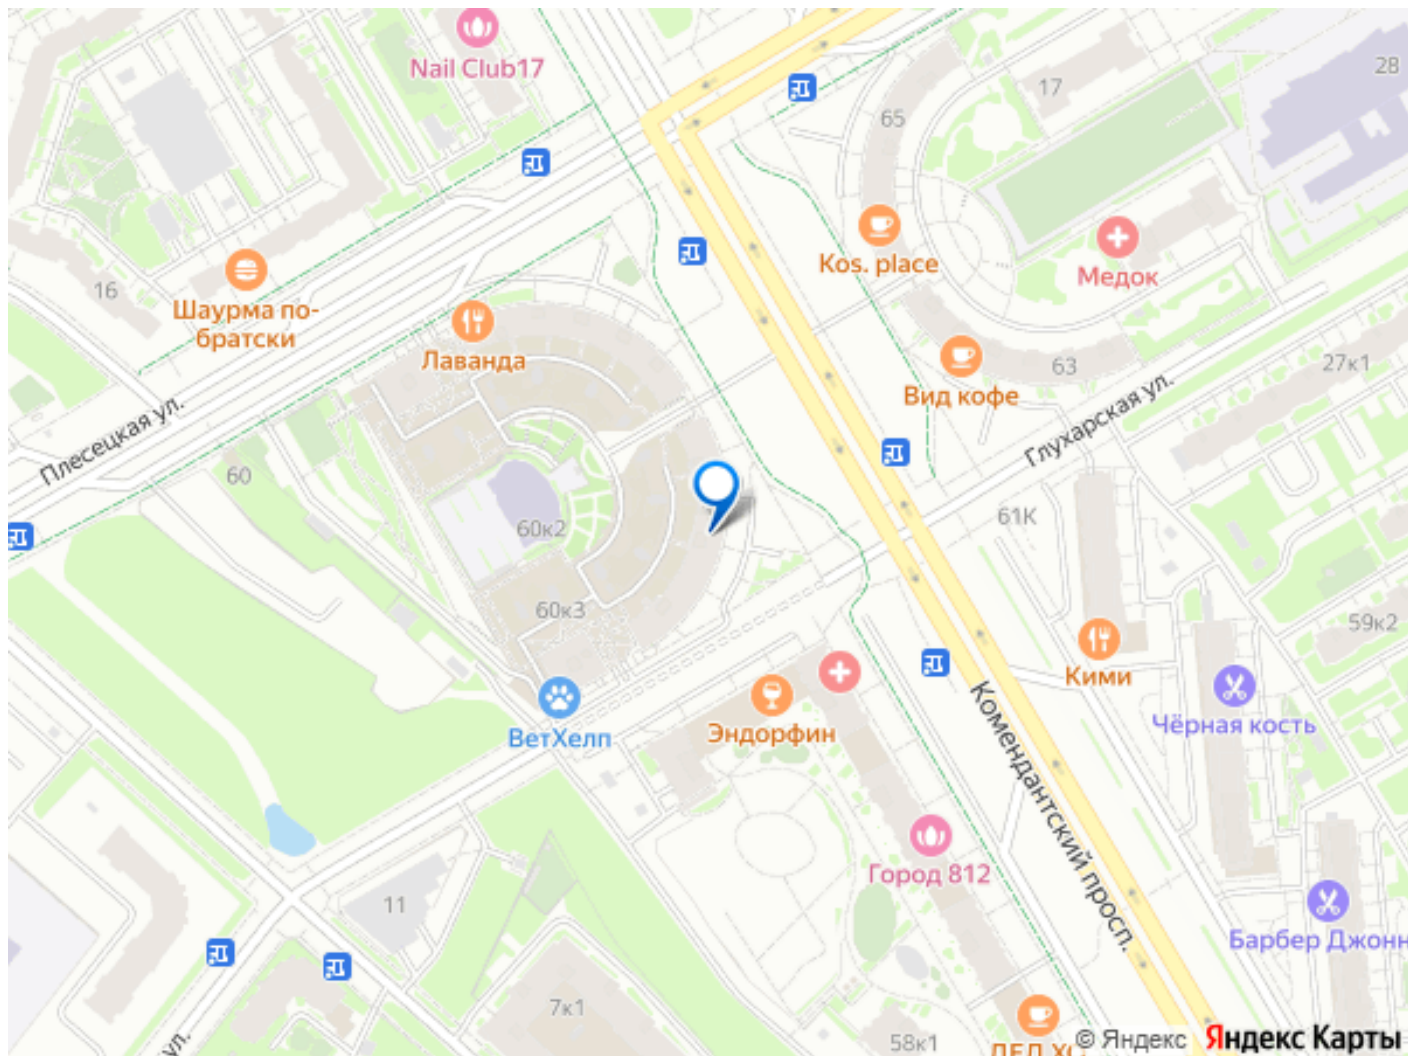 Nail Club17
28
17
65
Kos. place
Медок
16
Шаурма по-
братски
Лаванда
63
Вид кофе
27к1
Глухарская ул.
Плесецкая ул.
60
60к2
61К
60к3
59к2
Кими
Чёрная кость
ВетХелп
Эндорфин
Комендантский просп.
Город 812
11
Барбер Джонн
7к1
58к1
ул.
© Яндекс
Яндекс Карты